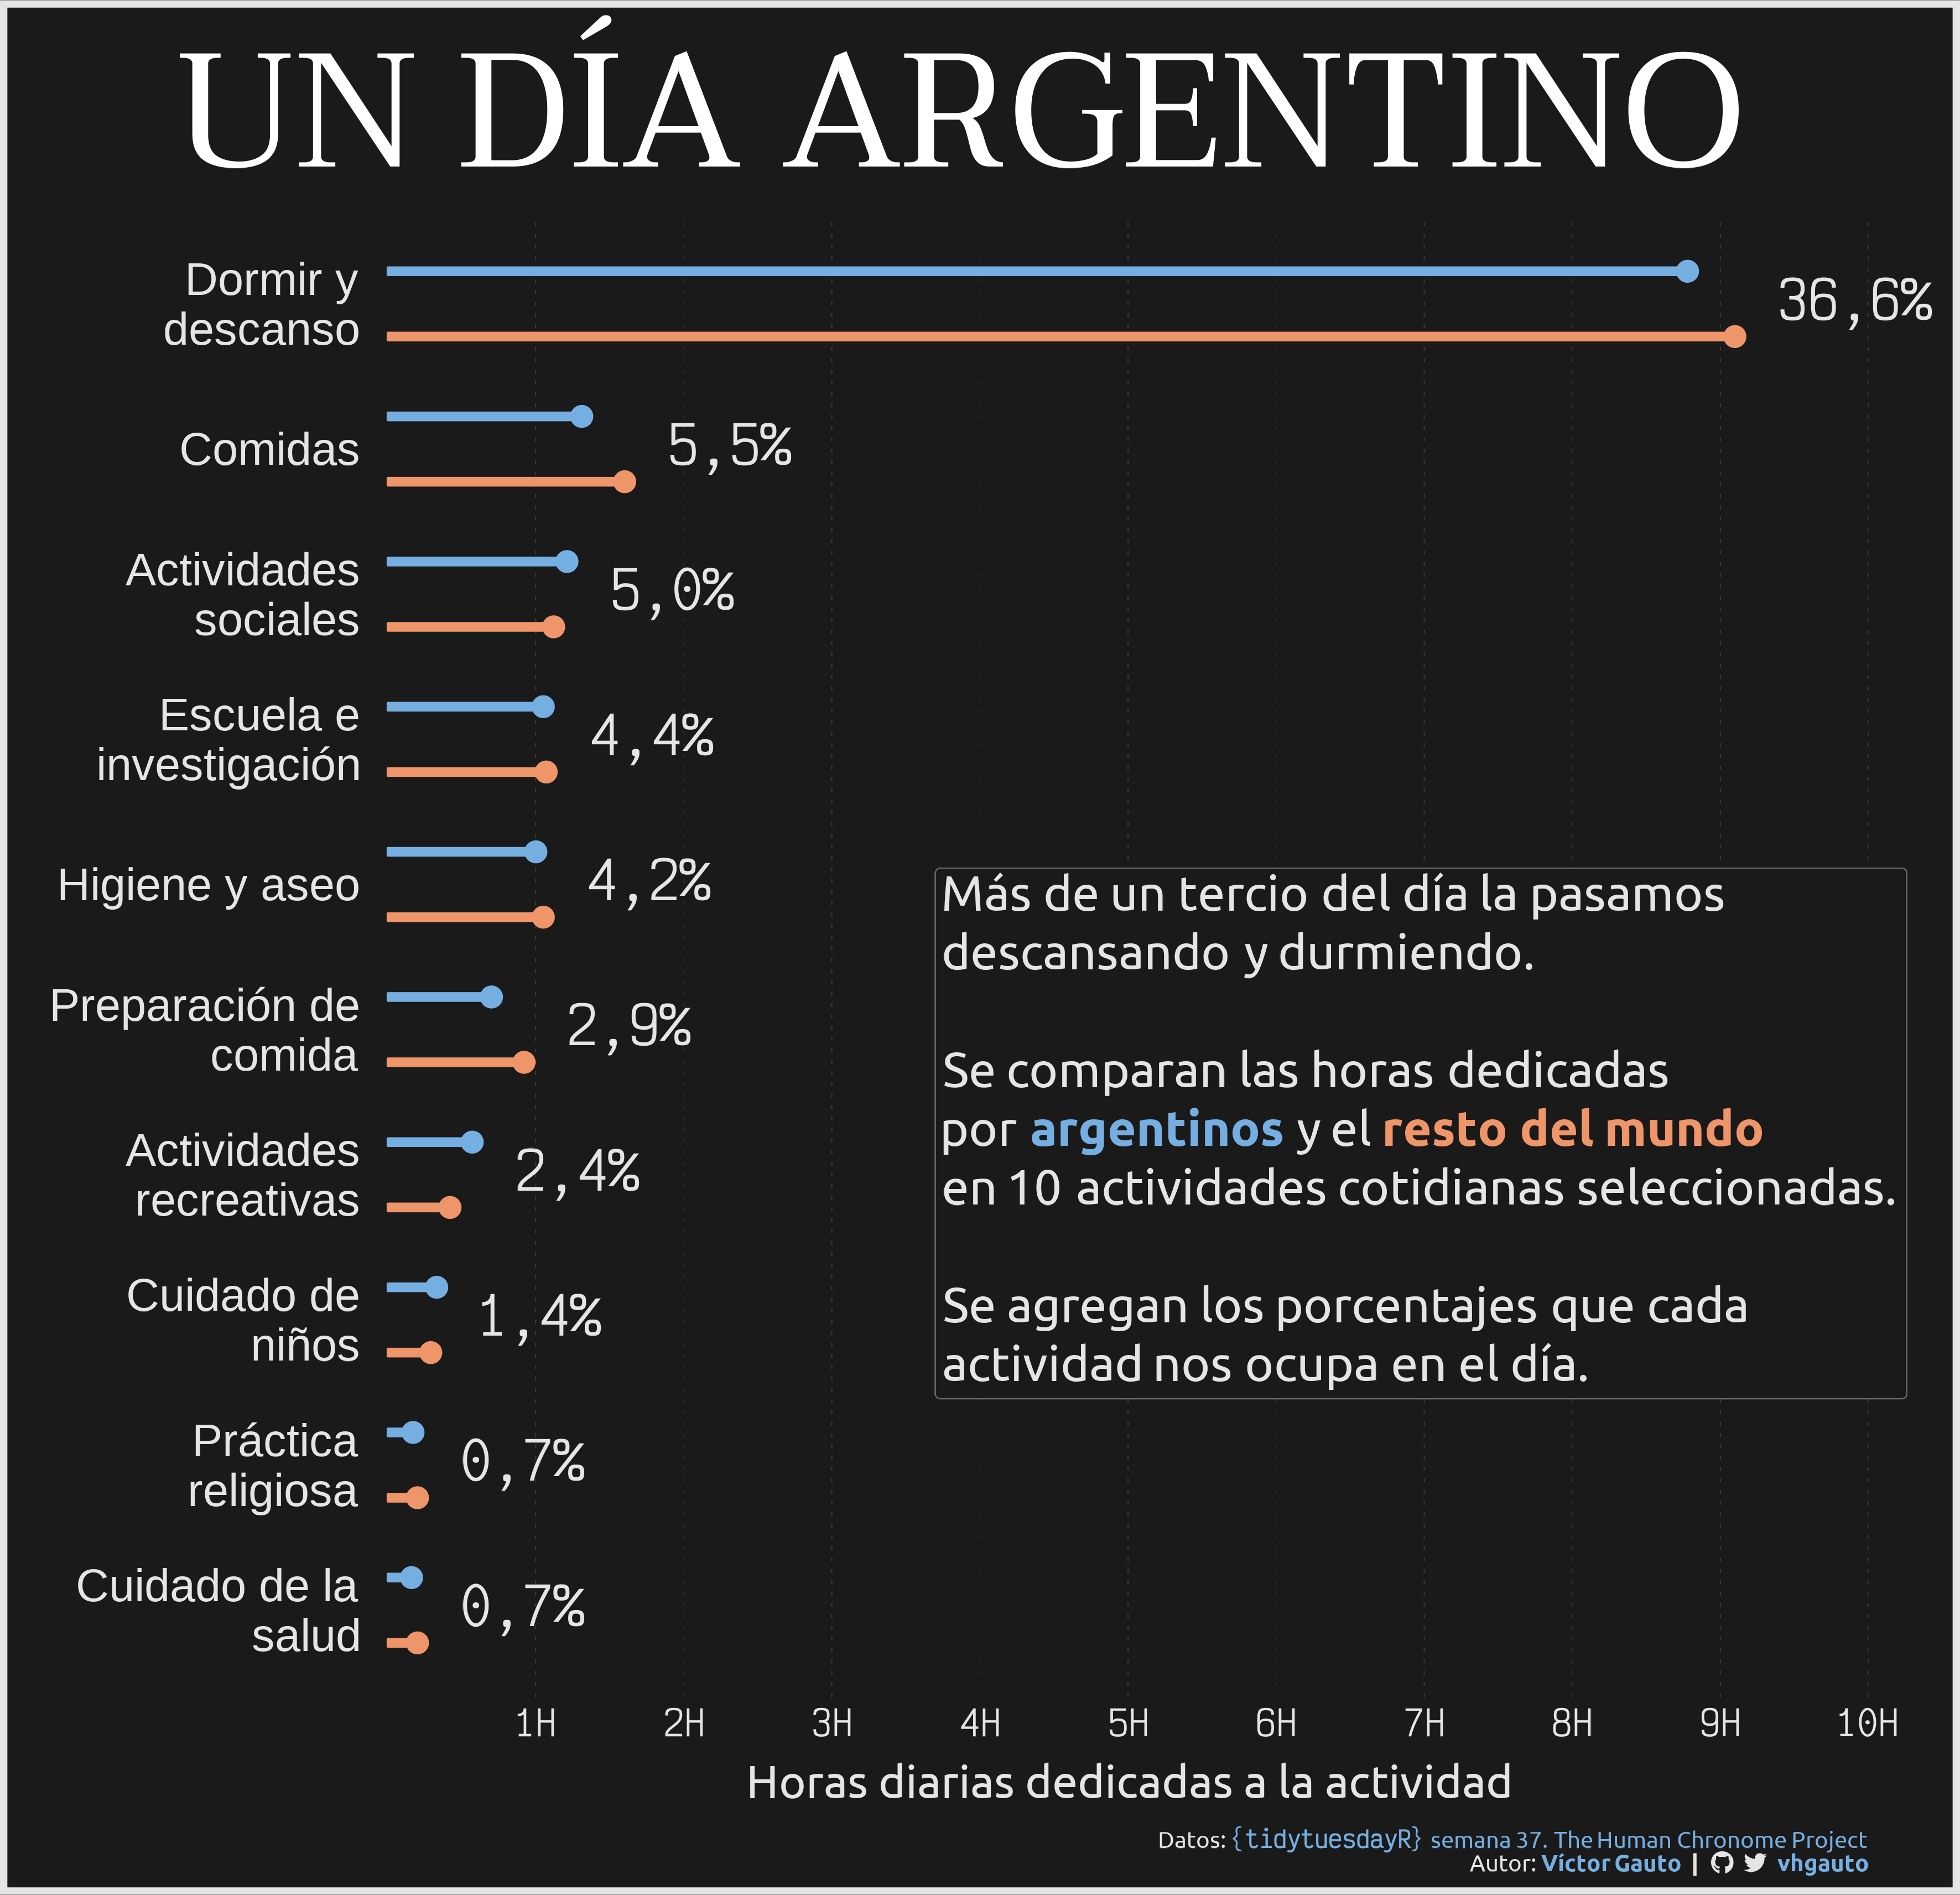 UN DÍA ARGENTINO
Dormir y
descanso
36,6%
Comidas
5,5%
Actividades
sociales
5,0%
Escuela e
investigación
4,4%
Higiene y aseo
4,2%
Preparación de
comida
2,9%
Actividades
recreativas
2,4%
Cuidado de
niños
1,4%
Práctica
religiosa
0,7%
Cuidado de la
salud
0,7%
Más de un tercio del día la pasamos
descansando y durmiendo.
Se comparan las horas dedicadas
por argentinos y el resto del mundo
en 10 actividades cotidianas seleccionadas.
Se agregan los porcentajes que cada
actividad nos ocupa en el día.
1H 2H 3H 4H 5H 6H 7H 8H 9H 10H
Horas diarias dedicadas a la actividad
Datos: {tidytuesdayR} semana 37. The Human Chronome Project
Autor: Víctor Gauto | vhgauto